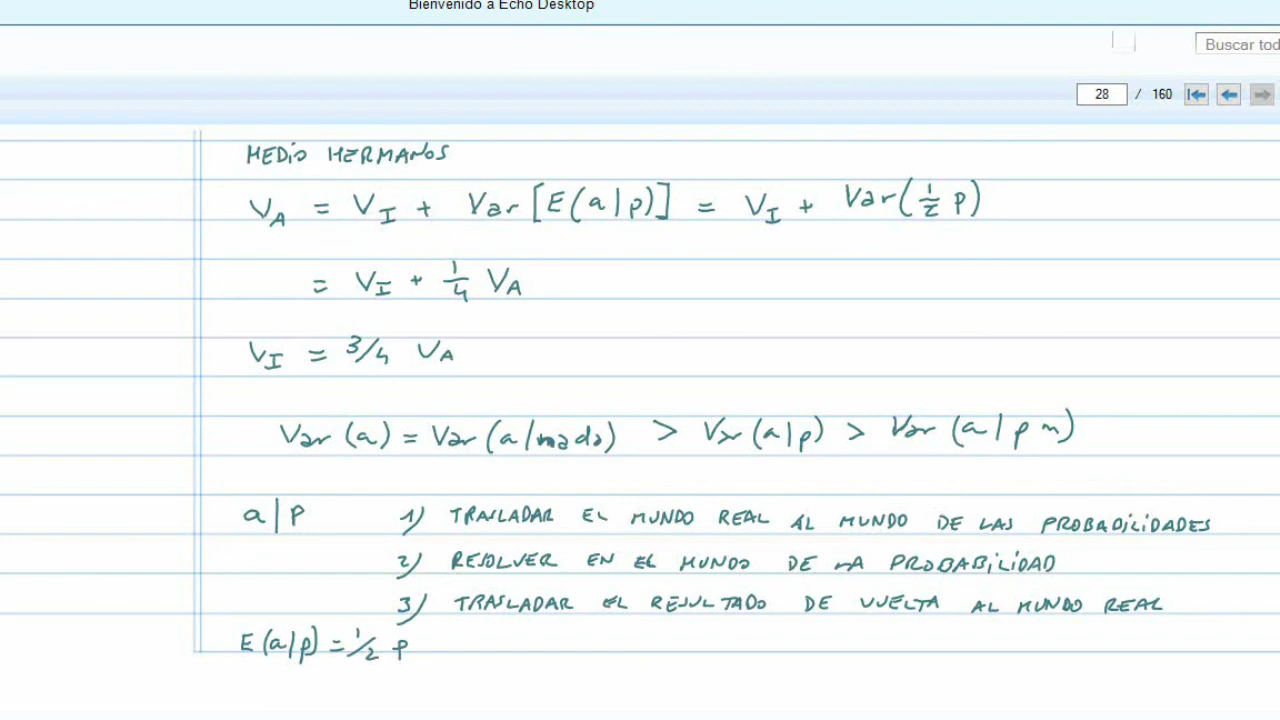 Bienvenido a Echo Desktop
Buscar tod
28 / 160
MEDIO HERMANOS
V_A = V_I + Var[E(a|p)] = V_I + Var(1/2 p)
= V_I + 1/4 V_A
V_I = 3/4 V_A
Var(a) = Var(a/nada) > Var(a|p) > Var(a|p m)
a|p 1) TRASLADAR EL MUNDO REAL AL MUNDO DE LAS PROBABILIDADES
2) RESOLVER EN EL MUNDO DE LA PROBABILIDAD
3) TRASLADAR EL RESULTADO DE VUELTA AL MUNDO REAL
E(a|p) = 1/2 p